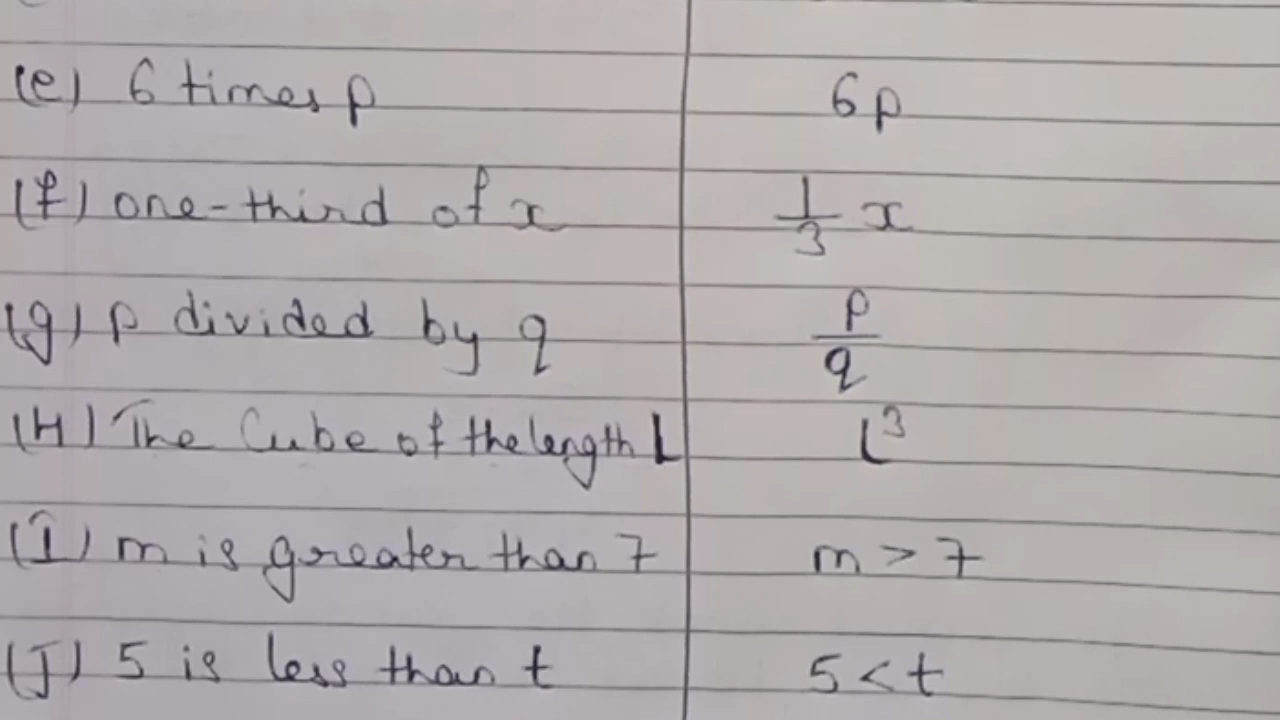 (e) 6 times p 6p
(f) one-third of x 1/3 x
(g) p divided by q p/q
(H) The Cube of the length L L³
(I) m is greater than 7 m > 7
(J) 5 is less than t 5 < t